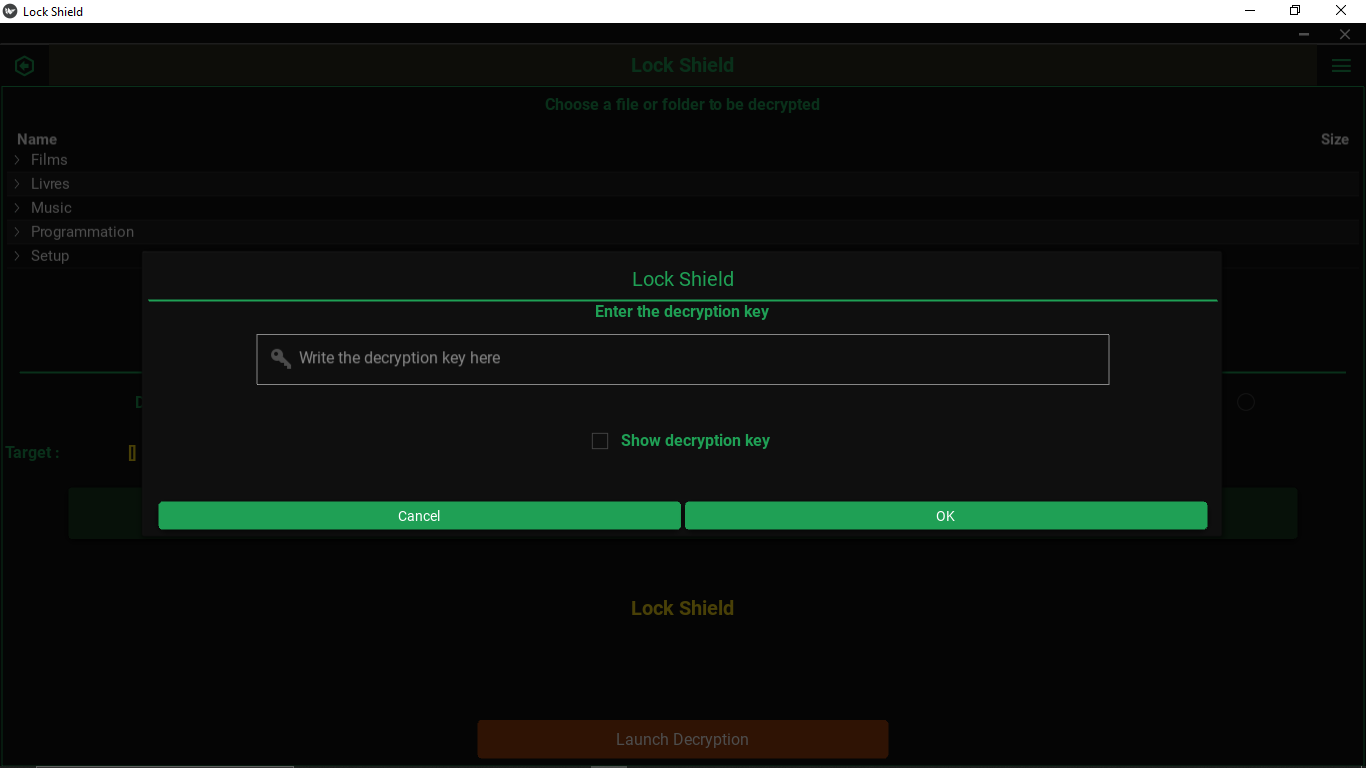 Lock Shield
Lock Shield
Choose a file or folder to be decrypted
Name Size
Films
Livres
Music
Programmation
Setup
Lock Shield
Enter the decryption key
Write the decryption key here
Show decryption key
Target : []
Cancel OK
Lock Shield
Launch Decryption